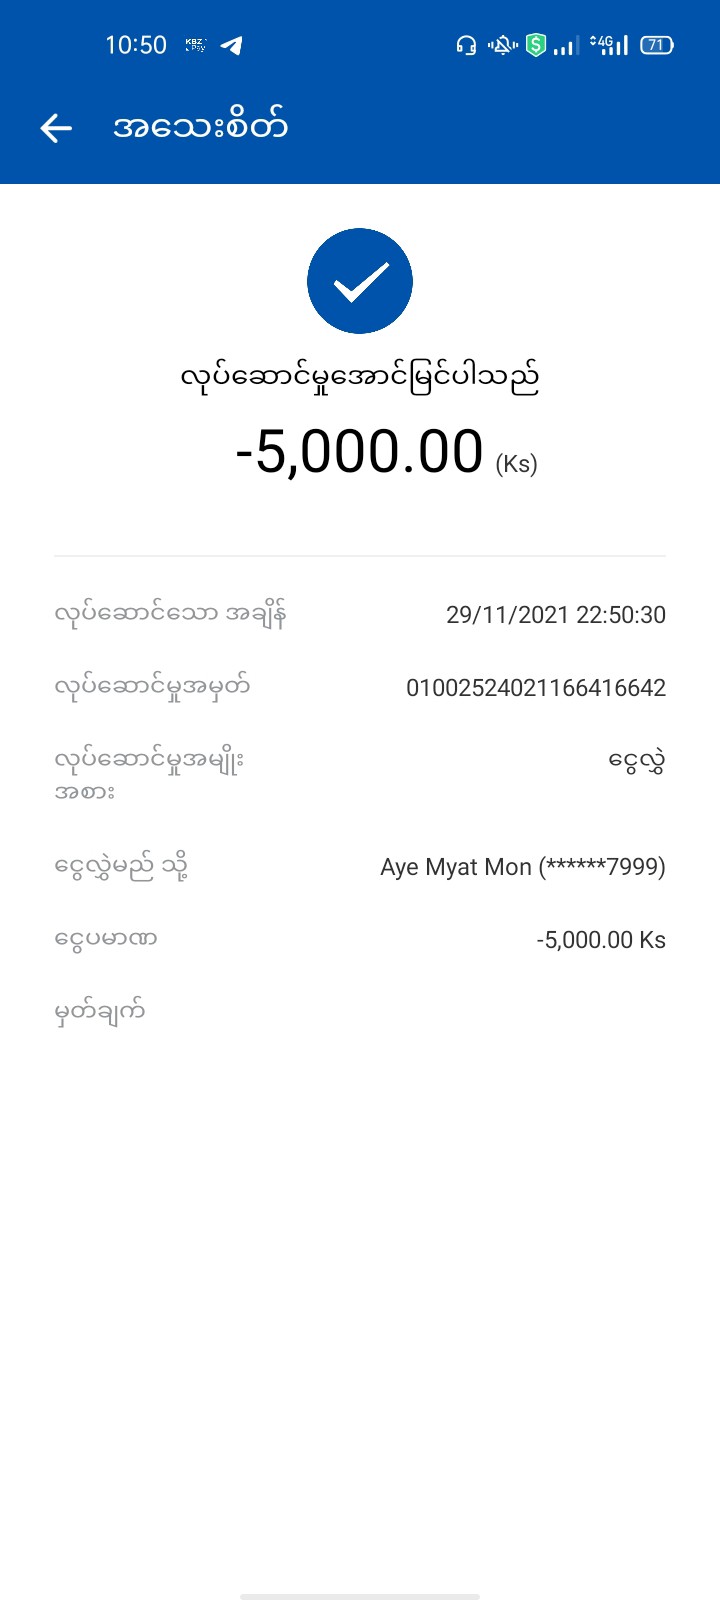 10:50 KBZ Pay 4G 71
အသေးစိတ်
လုပ်ဆောင်မှုအောင်မြင်ပါသည်
-5,000.00 (Ks)
လုပ်ဆောင်သော အချိန် 29/11/2021 22:50:30
လုပ်ဆောင်မှုအမှတ် 01002524021166416642
လုပ်ဆောင်မှုအမျိုး ငွေလွှဲ
အစား
ငွေလွှဲမည် သို့ Aye Myat Mon (******7999)
ငွေပမာဏ -5,000.00 Ks
မှတ်ချက်